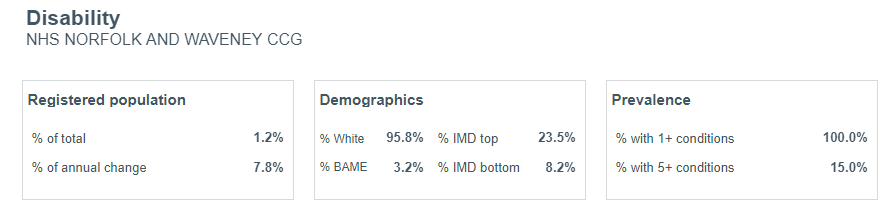 Disability
NHS NORFOLK AND WAVENEY CCG
Registered population
% of total 1.2%
% of annual change 7.8%
Demographics
% White 95.8% % IMD top 23.5%
% BAME 3.2% % IMD bottom 8.2%
Prevalence
% with 1+ conditions 100.0%
% with 5+ conditions 15.0%